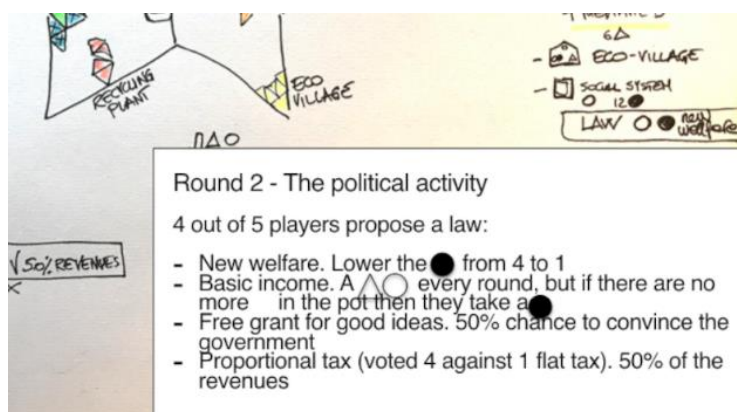 6
- ECO-VILLAGE
- SOCIAL SYSTEM
12
LAW new wellfare
RECYCLING PLANT
ECO VILLAGE
√ 50% REVENUES
Round 2 - The political activity
4 out of 5 players propose a law:
- New welfare. Lower the from 4 to 1
- Basic income. A every round, but if there are no
more in the pot then they take a
- Free grant for good ideas. 50% chance to convince the
government
- Proportional tax (voted 4 against 1 flat tax). 50% of the
revenues